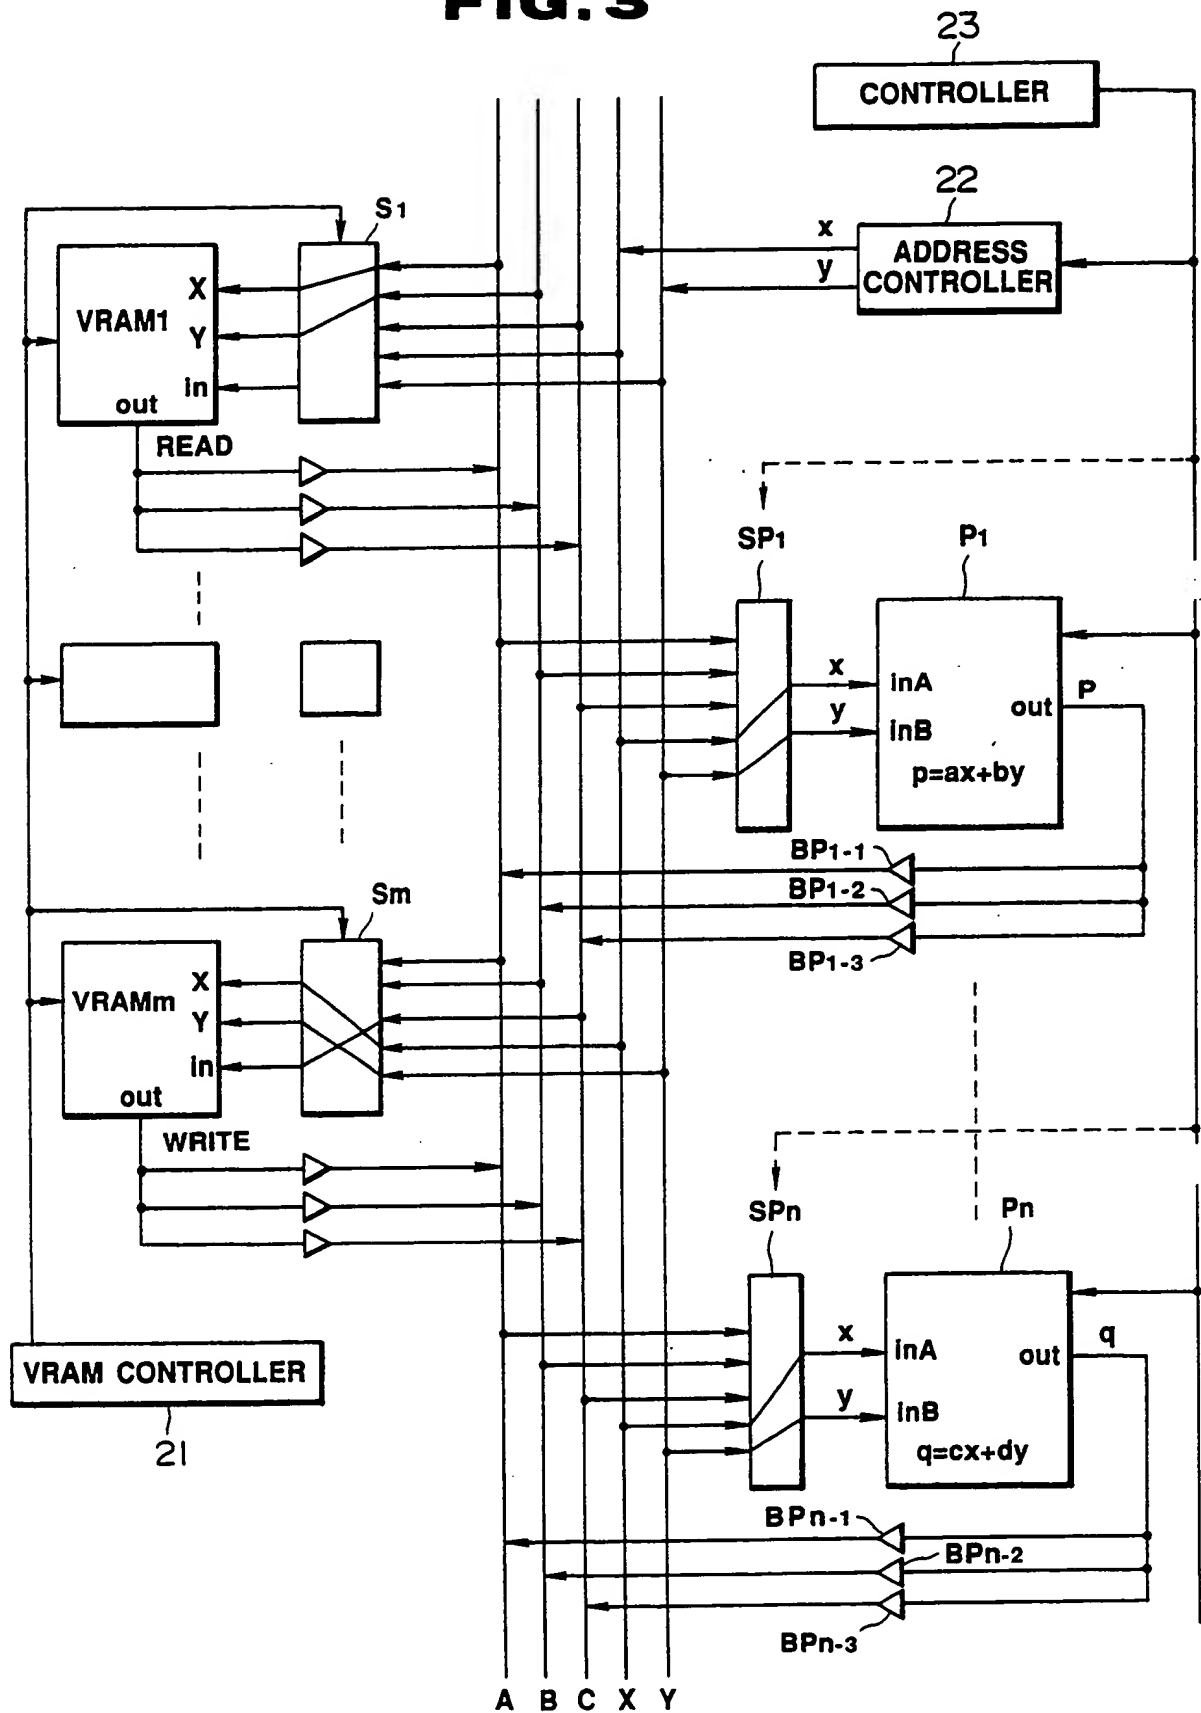 FIG. 3
23
CONTROLLER
22
ADDRESS
CONTROLLER
x
y
S1
VRAM1
X
Y
in
out
READ
SP1
P1
x
y
inA
inB
out
P
p=ax+by
BP1-1
BP1-2
BP1-3
Sm
VRAMm
X
Y
in
out
WRITE
SPn
Pn
x
y
inA
inB
out
q
q=cx+dy
VRAM CONTROLLER
21
BPn-1
BPn-2
BPn-3
A B C X Y